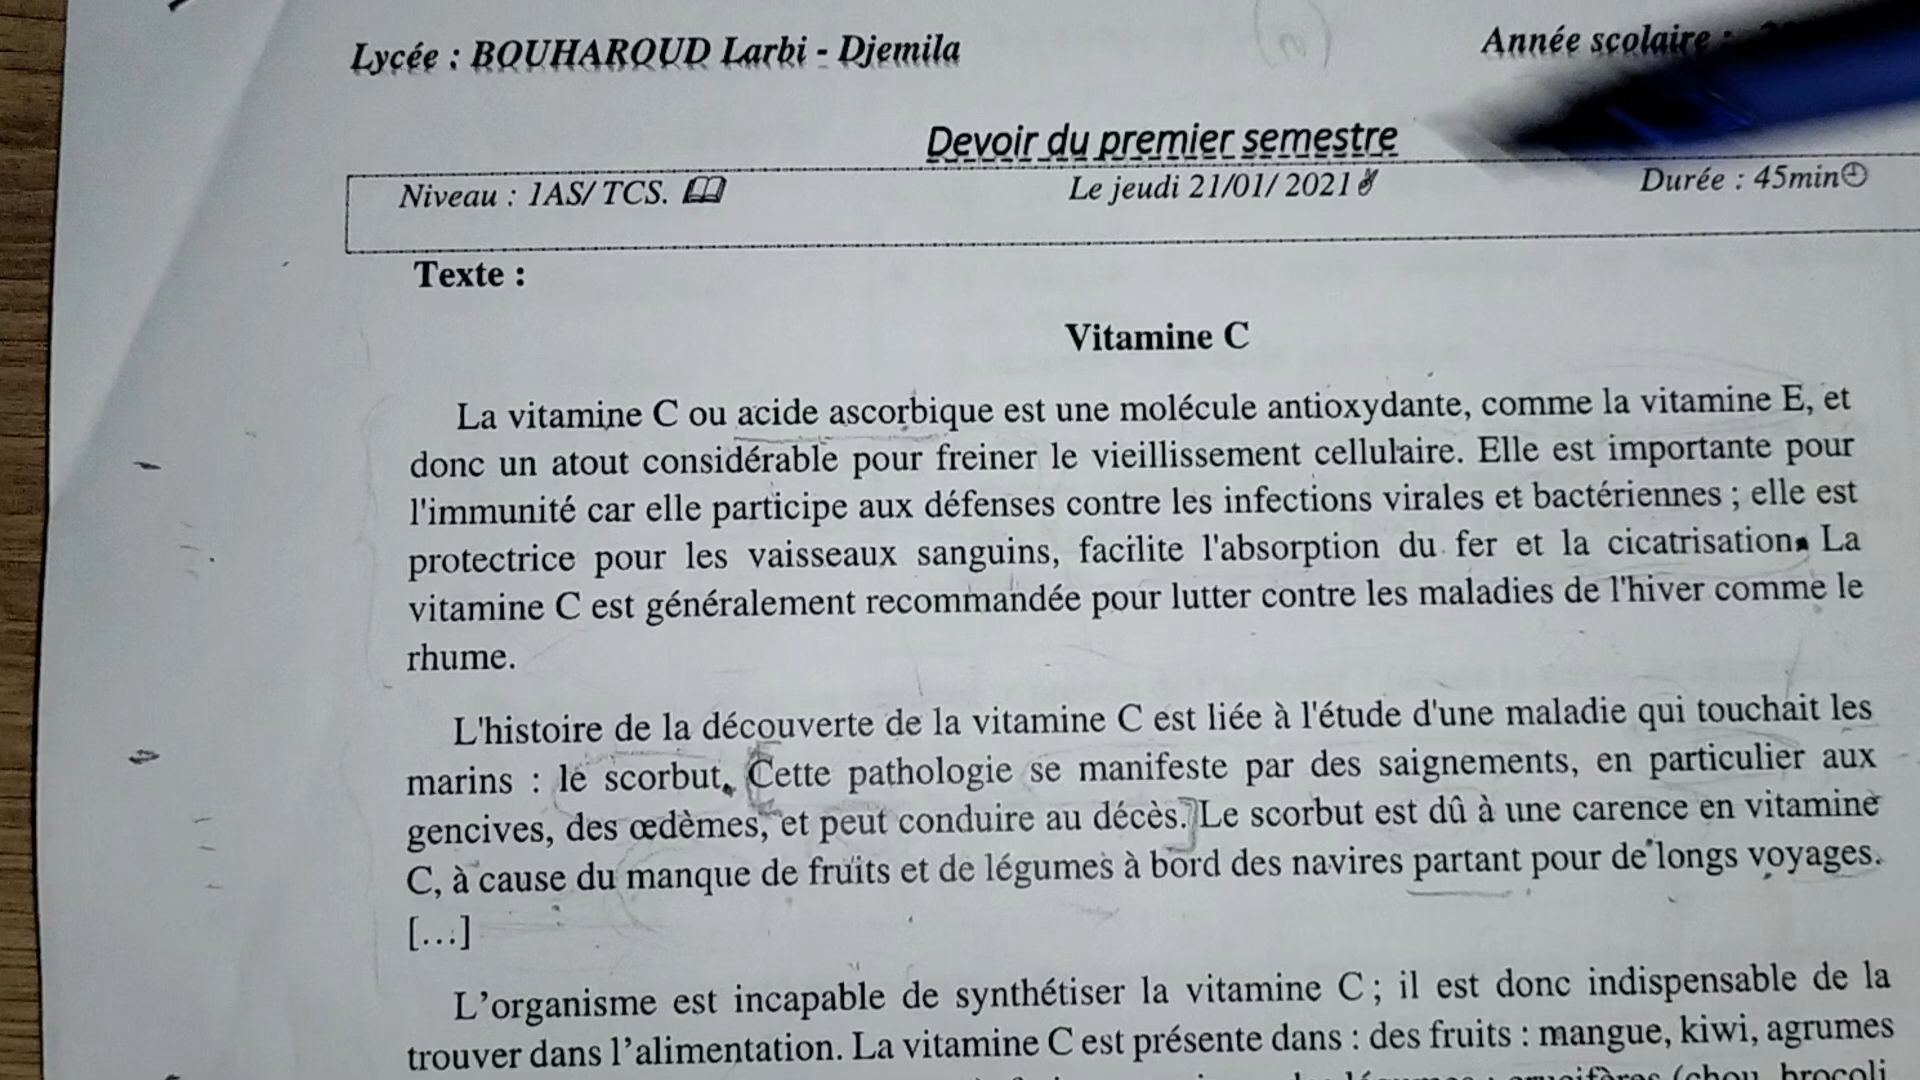 Lycée : BOUHAROUD Larbi - Djemila
Année scolaire :
Devoir du premier semestre
Niveau : 1AS/ TCS.
Le jeudi 21/01/ 2021
Durée : 45min
Texte :
Vitamine C
La vitamine C ou acide ascorbique est une molécule antioxydante, comme la vitamine E, et
donc un atout considérable pour freiner le vieillissement cellulaire. Elle est importante pour
l'immunité car elle participe aux défenses contre les infections virales et bactériennes ; elle est
protectrice pour les vaisseaux sanguins, facilite l'absorption du fer et la cicatrisation. La
vitamine C est généralement recommandée pour lutter contre les maladies de l'hiver comme le
rhume.
L'histoire de la découverte de la vitamine C est liée à l'étude d'une maladie qui touchait les
marins : le scorbut. Cette pathologie se manifeste par des saignements, en particulier aux
gencives, des œdèmes, et peut conduire au décès. Le scorbut est dû à une carence en vitamine
C, à cause du manque de fruits et de légumes à bord des navires partant pour de longs voyages.
[…]
L’organisme est incapable de synthétiser la vitamine C ; il est donc indispensable de la
trouver dans l’alimentation. La vitamine C est présente dans : des fruits : mangue, kiwi, agrumes
(chou, brocoli,